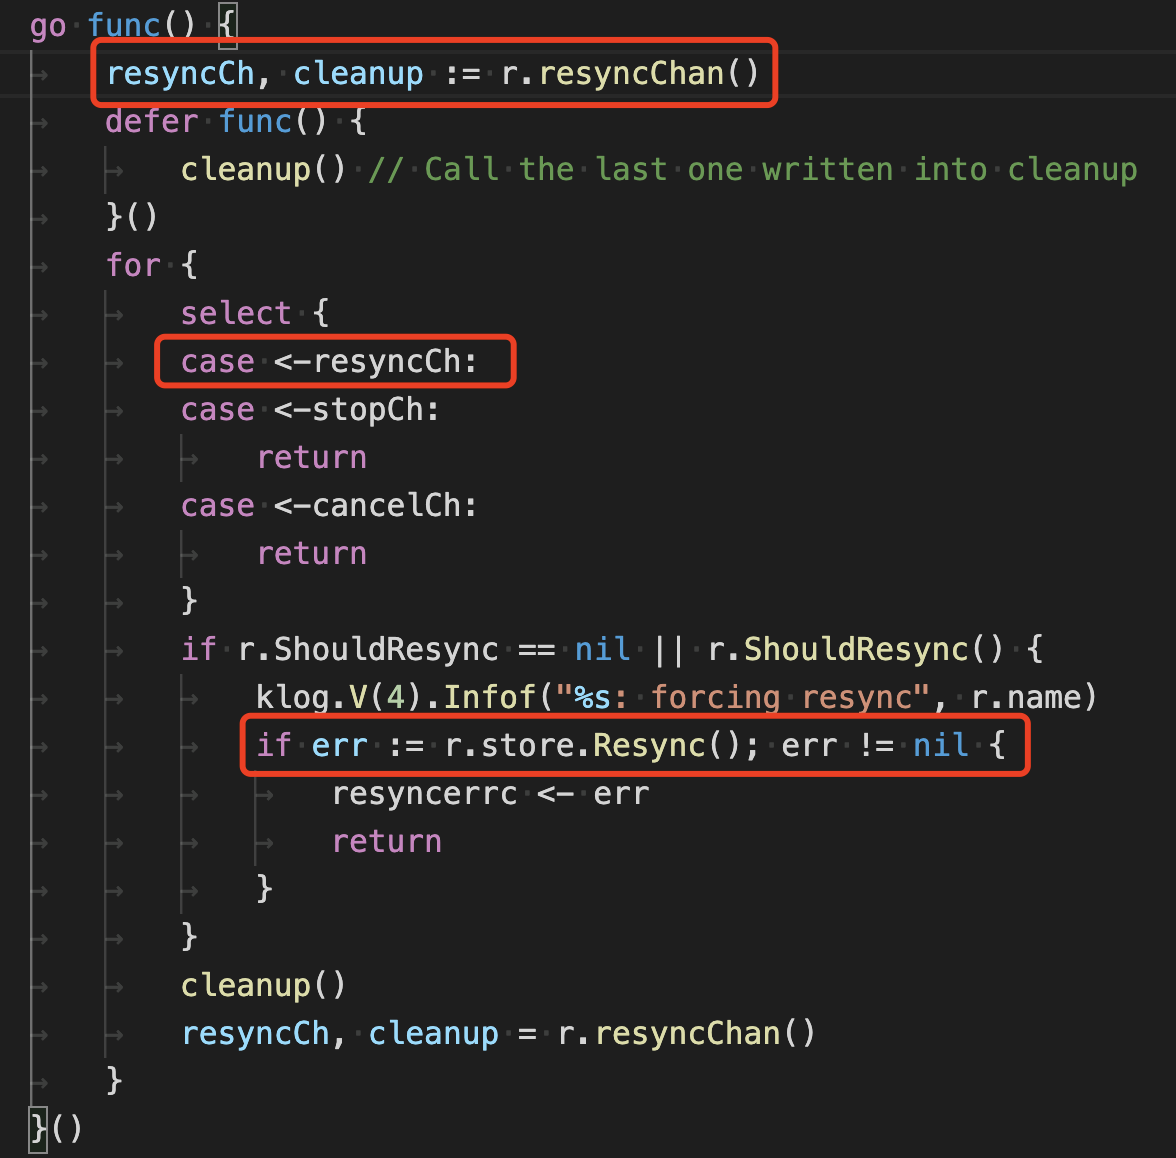 go func() {
resyncCh, cleanup := r.resyncChan()
defer func() {
cleanup() // Call the last one written into cleanup
}()
for {
select {
case <-resyncCh:
case <-stopCh:
return
case <-cancelCh:
return
}
if r.ShouldResync == nil || r.ShouldResync() {
klog.V(4).Infof("%s: forcing resync", r.name)
if err := r.store.Resync(); err != nil {
resyncerrc <- err
return
}
}
cleanup()
resyncCh, cleanup = r.resyncChan()
}
}()